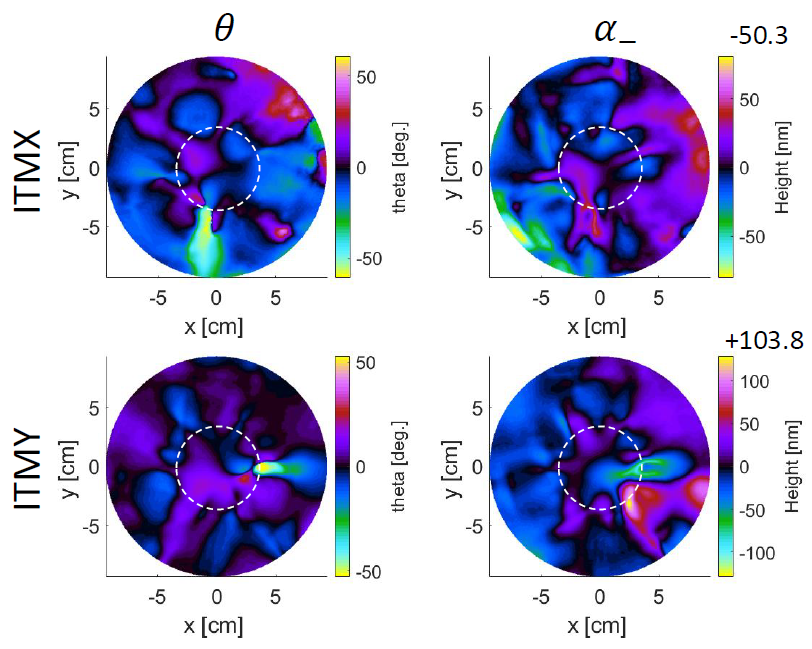 θ
α_
-50.3
ITMX
y [cm]
5
0
-5
-5 0 5
x [cm]
50
0
-50
theta [deg.]
y [cm]
5
0
-5
-5 0 5
x [cm]
50
0
-50
Height [nm]
+103.8
ITMY
y [cm]
5
0
-5
-5 0 5
x [cm]
50
0
-50
theta [deg.]
y [cm]
5
0
-5
-5 0 5
x [cm]
100
50
0
-50
-100
Height [nm]